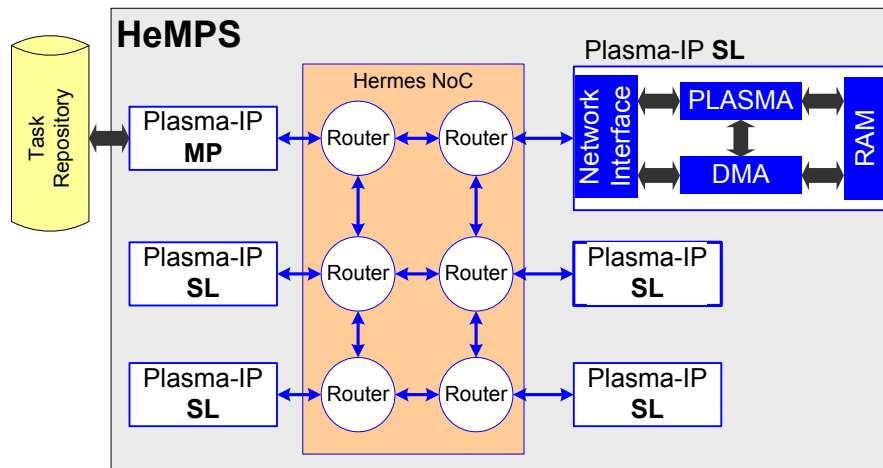 HeMPS
Plasma-IP SL
Hermes NoC
Task
Repository
Plasma-IP
MP
Router
Router
Network
Interface
PLASMA
DMA
RAM
Plasma-IP
SL
Router
Router
Plasma-IP
SL
Plasma-IP
SL
Router
Router
Plasma-IP
SL